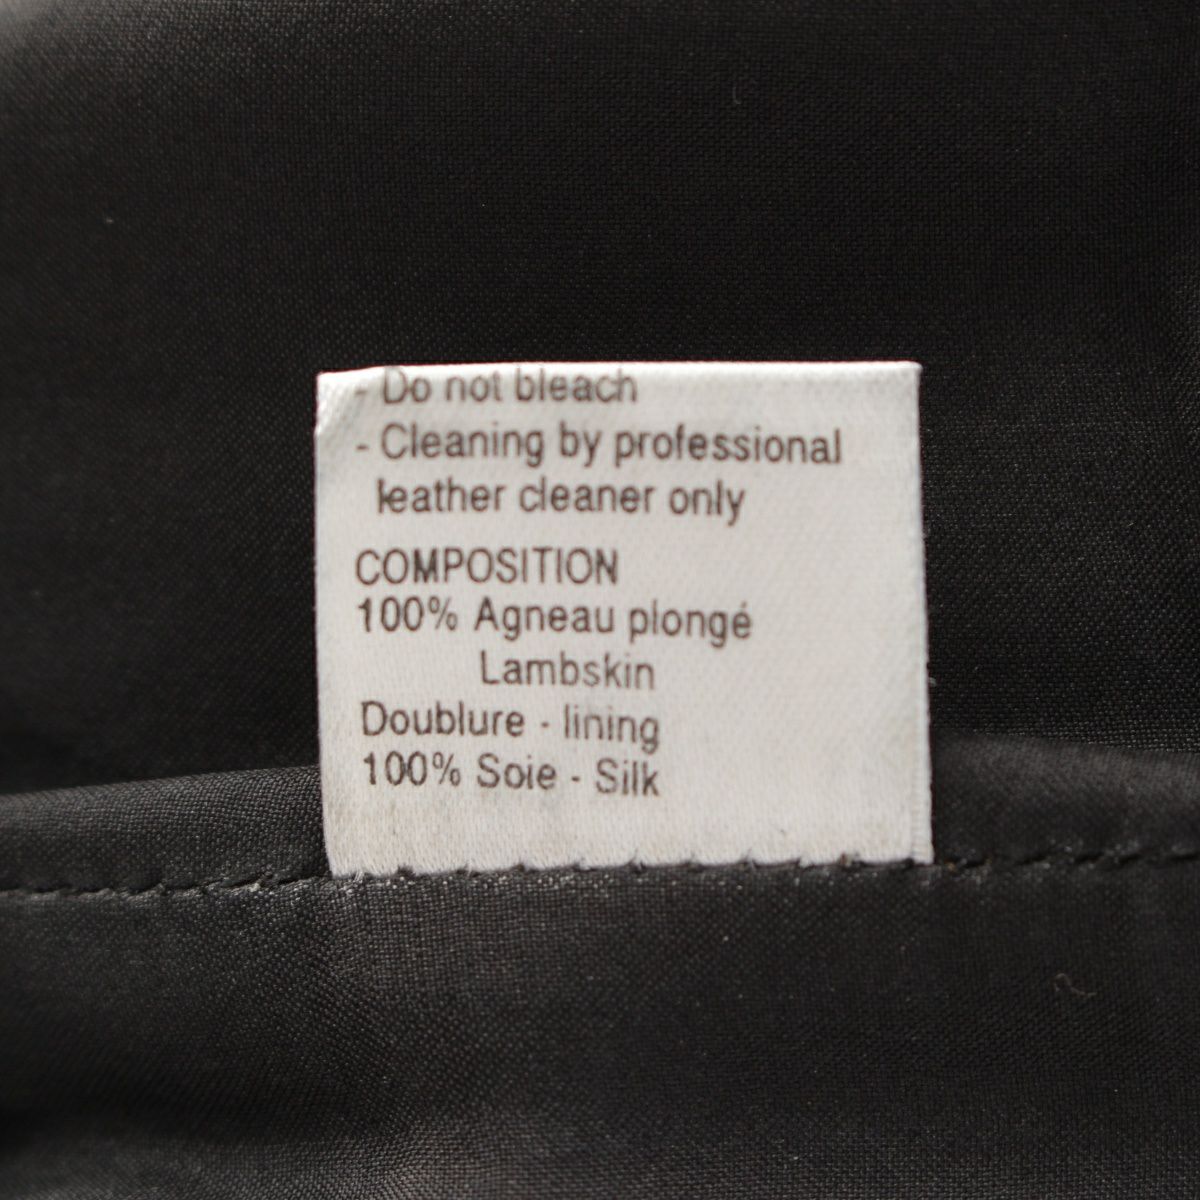 - Do not bleach
- Cleaning by professional
leather cleaner only
COMPOSITION
100% Agneau plongé
Lambskin
Doublure - lining
100% Soie - Silk